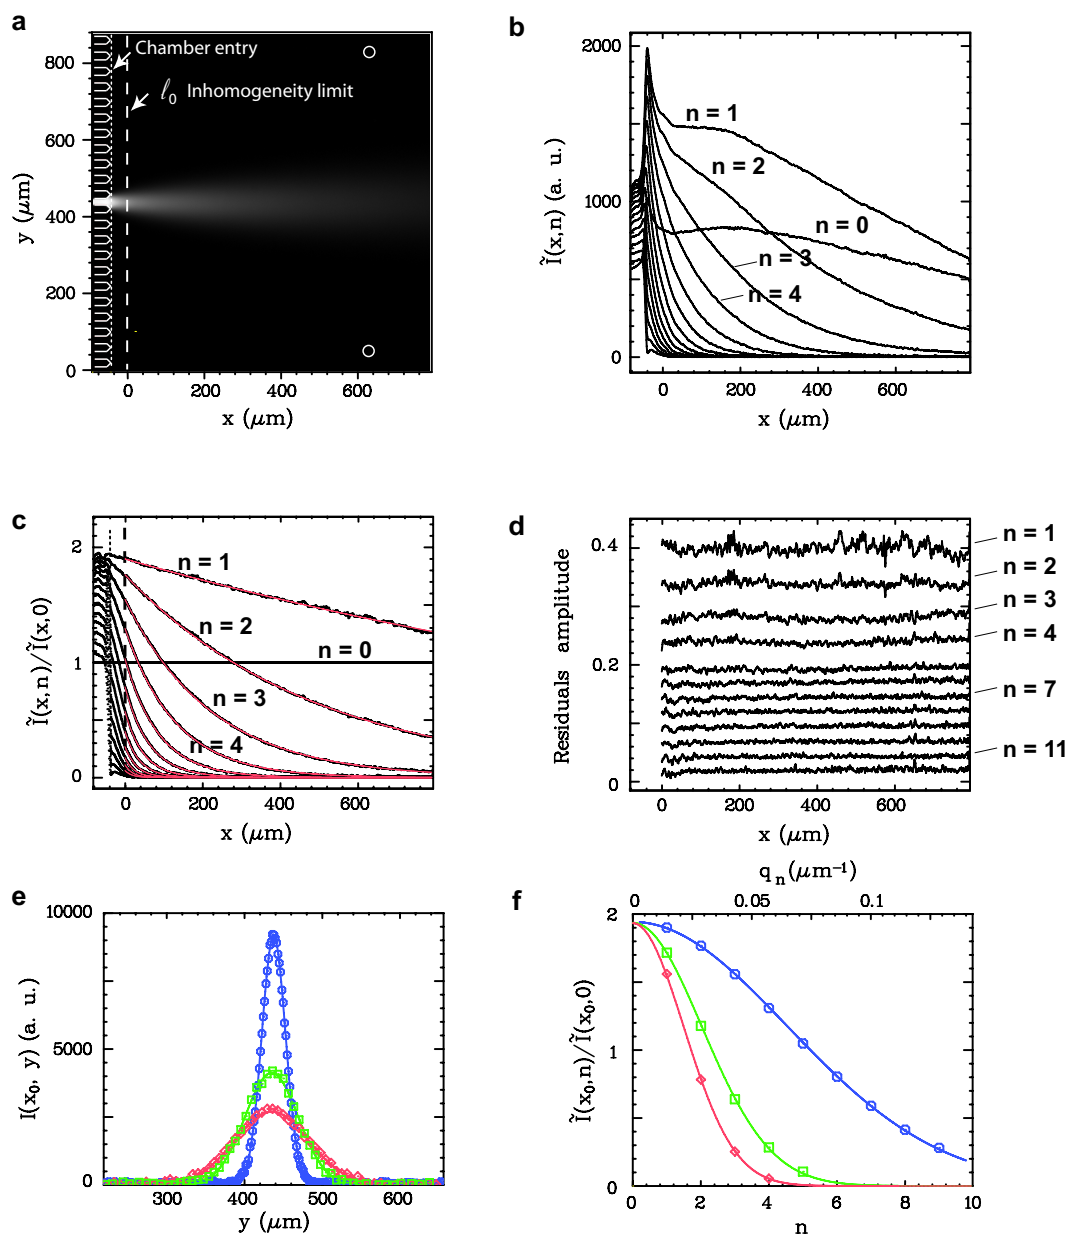 a
Chamber entry
ℓ0 Inhomogeneity limit
800
600
400
200
0
y (μm)
0 200 400 600
x (μm)
b
2000
1000
0
Ĩ(x,n) (a. u.)
n = 1
n = 2
n = 0
n = 3
n = 4
0 200 400 600
x (μm)
c
2
1
0
Ĩ(x,n)/Ĩ(x,0)
n = 1
n = 2
n = 0
n = 3
n = 4
0 200 400 600
x (μm)
d
0.4
0.2
0
Residuals amplitude
n = 1
n = 2
n = 3
n = 4
n = 7
n = 11
0 200 400 600
x (μm)
e
10000
5000
0
I(x0, y) (a. u.)
300 400 500 600
y (μm)
f
qn(μm−1)
0 0.05 0.1
2
1
0
Ĩ(x0,n)/Ĩ(x0,0)
0 2 4 6 8 10
n